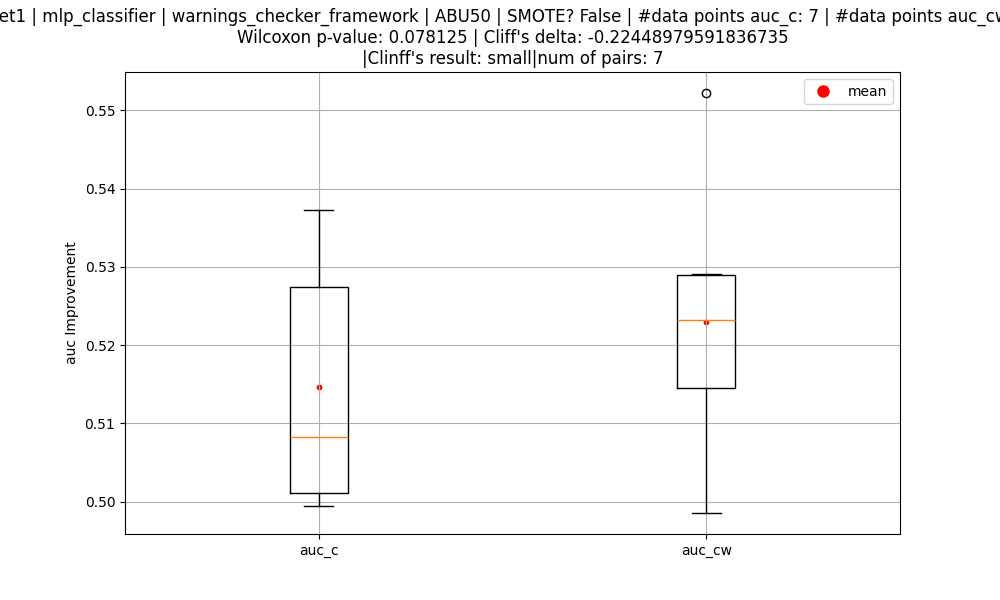 et1 | mlp_classifier | warnings_checker_framework | ABU50 | SMOTE? False | #data points auc_c: 7 | #data points auc_cw
Wilcoxon p-value: 0.078125 | Cliff's delta: -0.22448979591836735
|Clinff's result: small|num of pairs: 7
mean
0.55
0.54
0.53
0.52
0.51
0.50
auc Improvement
auc_c
auc_cw